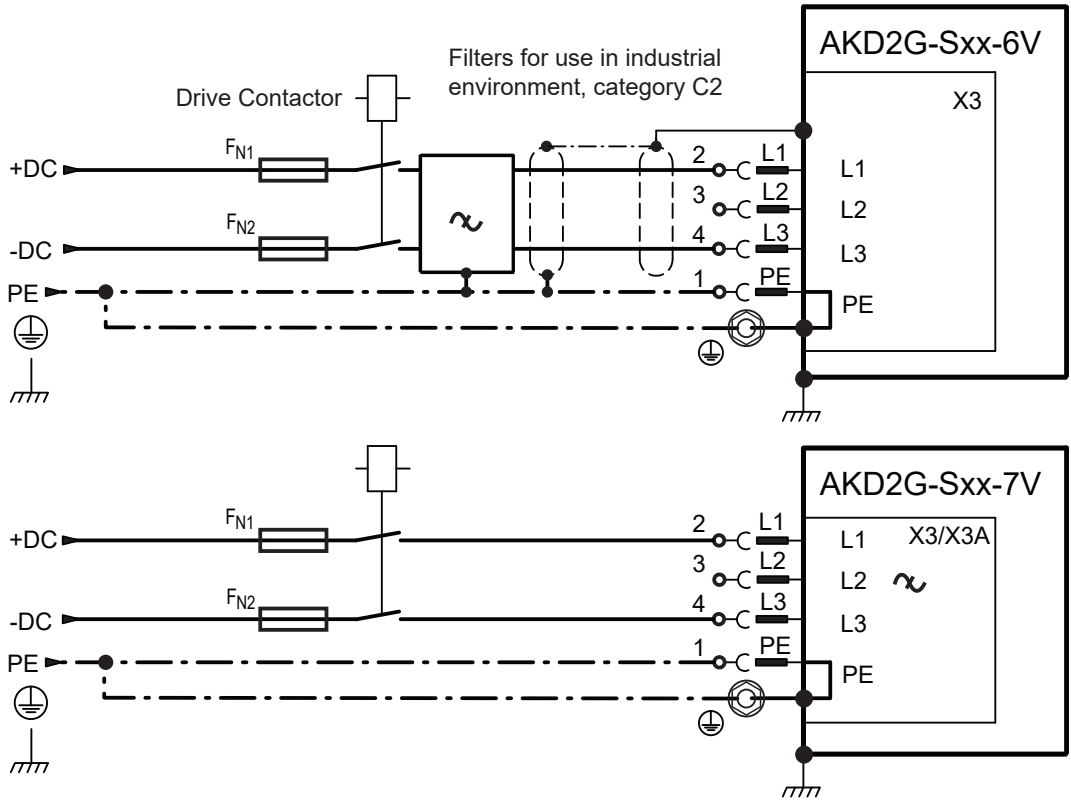 AKD2G-Sxx-6V
Filters for use in industrial
environment, category C2
Drive Contactor
X3
FN1
+DC
2
L1
L1
3
L2
L2
FN2
-DC
4
L3
L3
PE
1
PE
PE
AKD2G-Sxx-7V
FN1
+DC
2
L1
L1
X3/X3A
3
L2
L2
FN2
-DC
4
L3
L3
PE
1
PE
PE